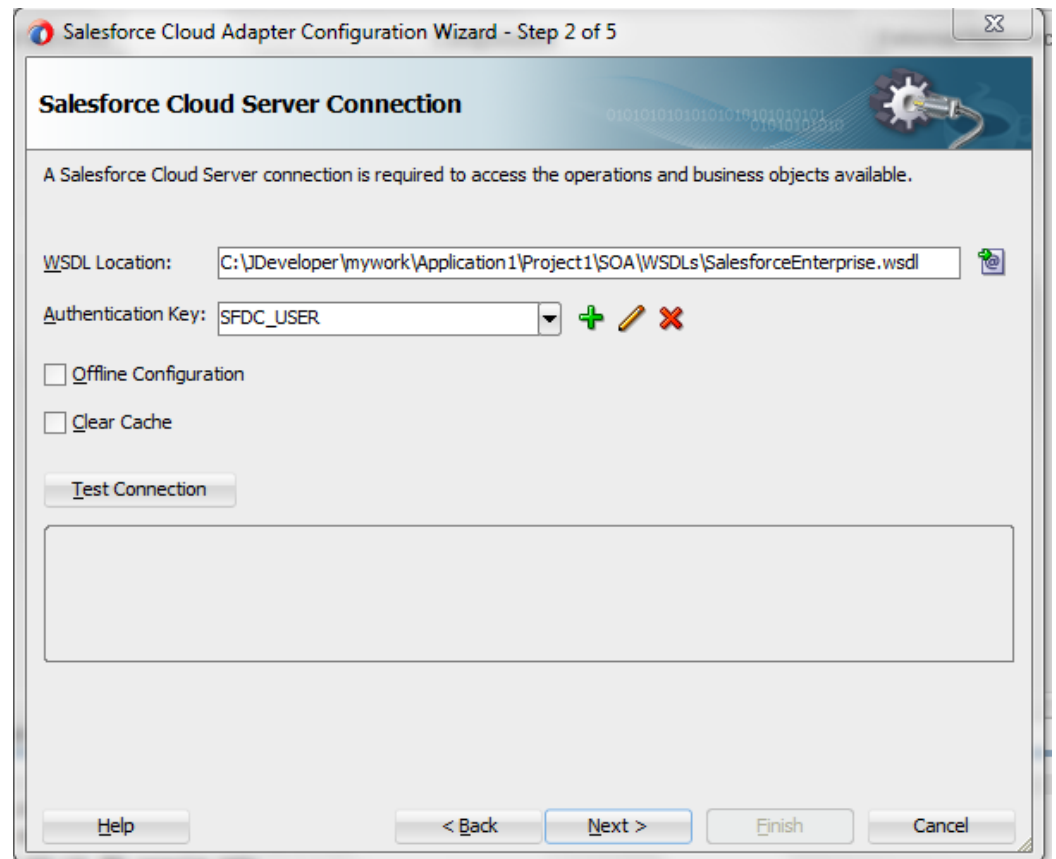 Salesforce Cloud Adapter Configuration Wizard - Step 2 of 5
Salesforce Cloud Server Connection
A Salesforce Cloud Server connection is required to access the operations and business objects available.
WSDL Location: C:\JDeveloper\mywork\Application1\Project1\SOA\WSDLs\SalesforceEnterprise.wsdl
Authentication Key: SFDC_USER
Offline Configuration
Clear Cache
Test Connection
Help < Back Next > Finish Cancel